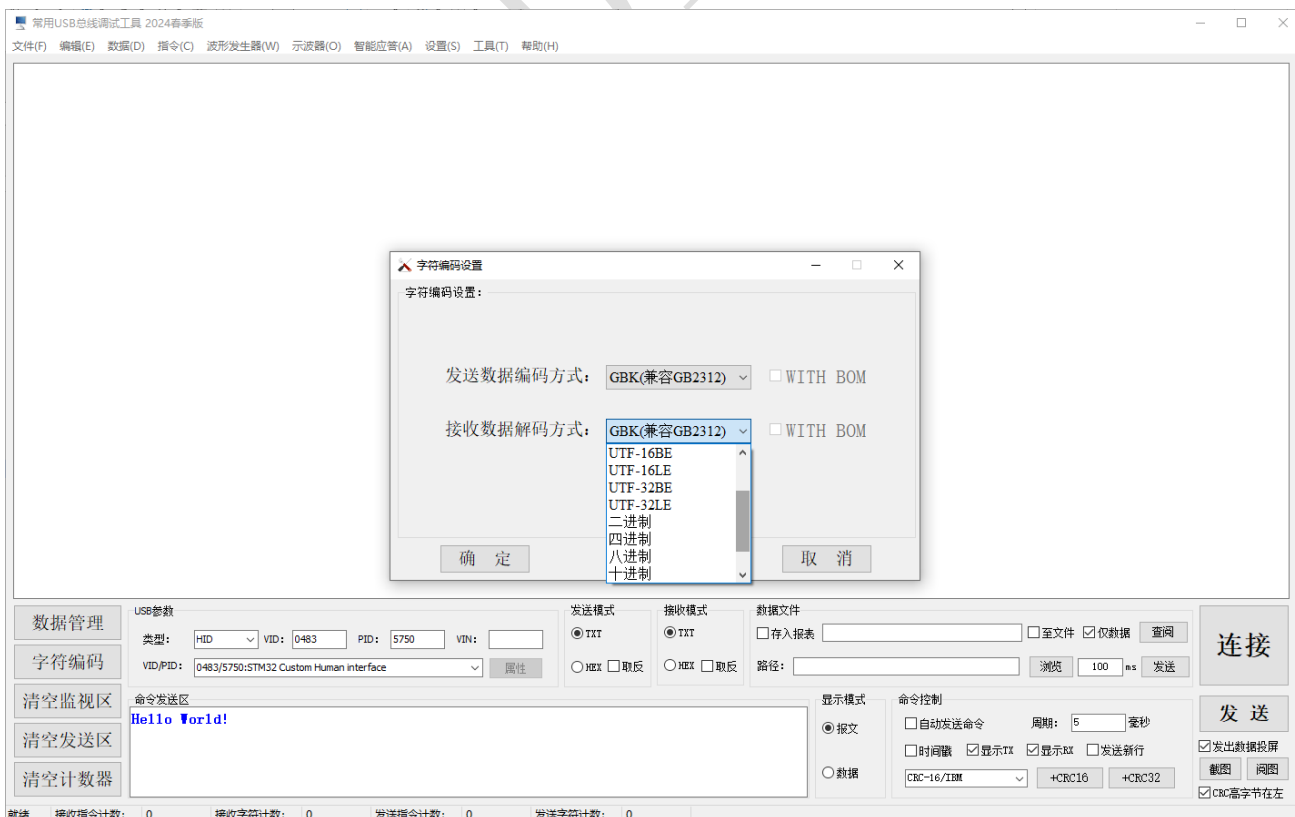 常用USB总线调试工具 2024春季版
文件(F) 编辑(E) 数据(D) 指令(C) 波形发生器(W) 示波器(O) 智能应答(A) 设置(S) 工具(T) 帮助(H)
字符编码设置
字符编码设置:
发送数据编码方式: GBK(兼容GB2312) WITH BOM
接收数据解码方式: GBK(兼容GB2312) WITH BOM
UTF-16BE
UTF-16LE
UTF-32BE
UTF-32LE
二进制
四进制
八进制
十进制
确 定 取 消
数据管理
字符编码
清空监视区
清空发送区
清空计数器
USB参数
类型: HID VID: 0483 PID: 5750 VIN:
VID/PID: 0483/5750:STM32 Custom Human interface 属性
发送模式
TXT
HEX 取反
接收模式
TXT
HEX 取反
数据文件
存入报表 至文件 仅数据 查阅
路径: 浏览 100 ms 发送
连接
命令发送区
Hello World!
显示模式
报文
数据
命令控制
自动发送命令 周期: 5 毫秒
时间戳 显示TX 显示RX 发送新行
CRC-16/IBM +CRC16 +CRC32
发 送
发出数据投屏
截图 阅图
CRC高字节在左
就绪 接收指令计数: 0 接收字符计数: 0 发送指令计数: 0 发送字符计数: 0